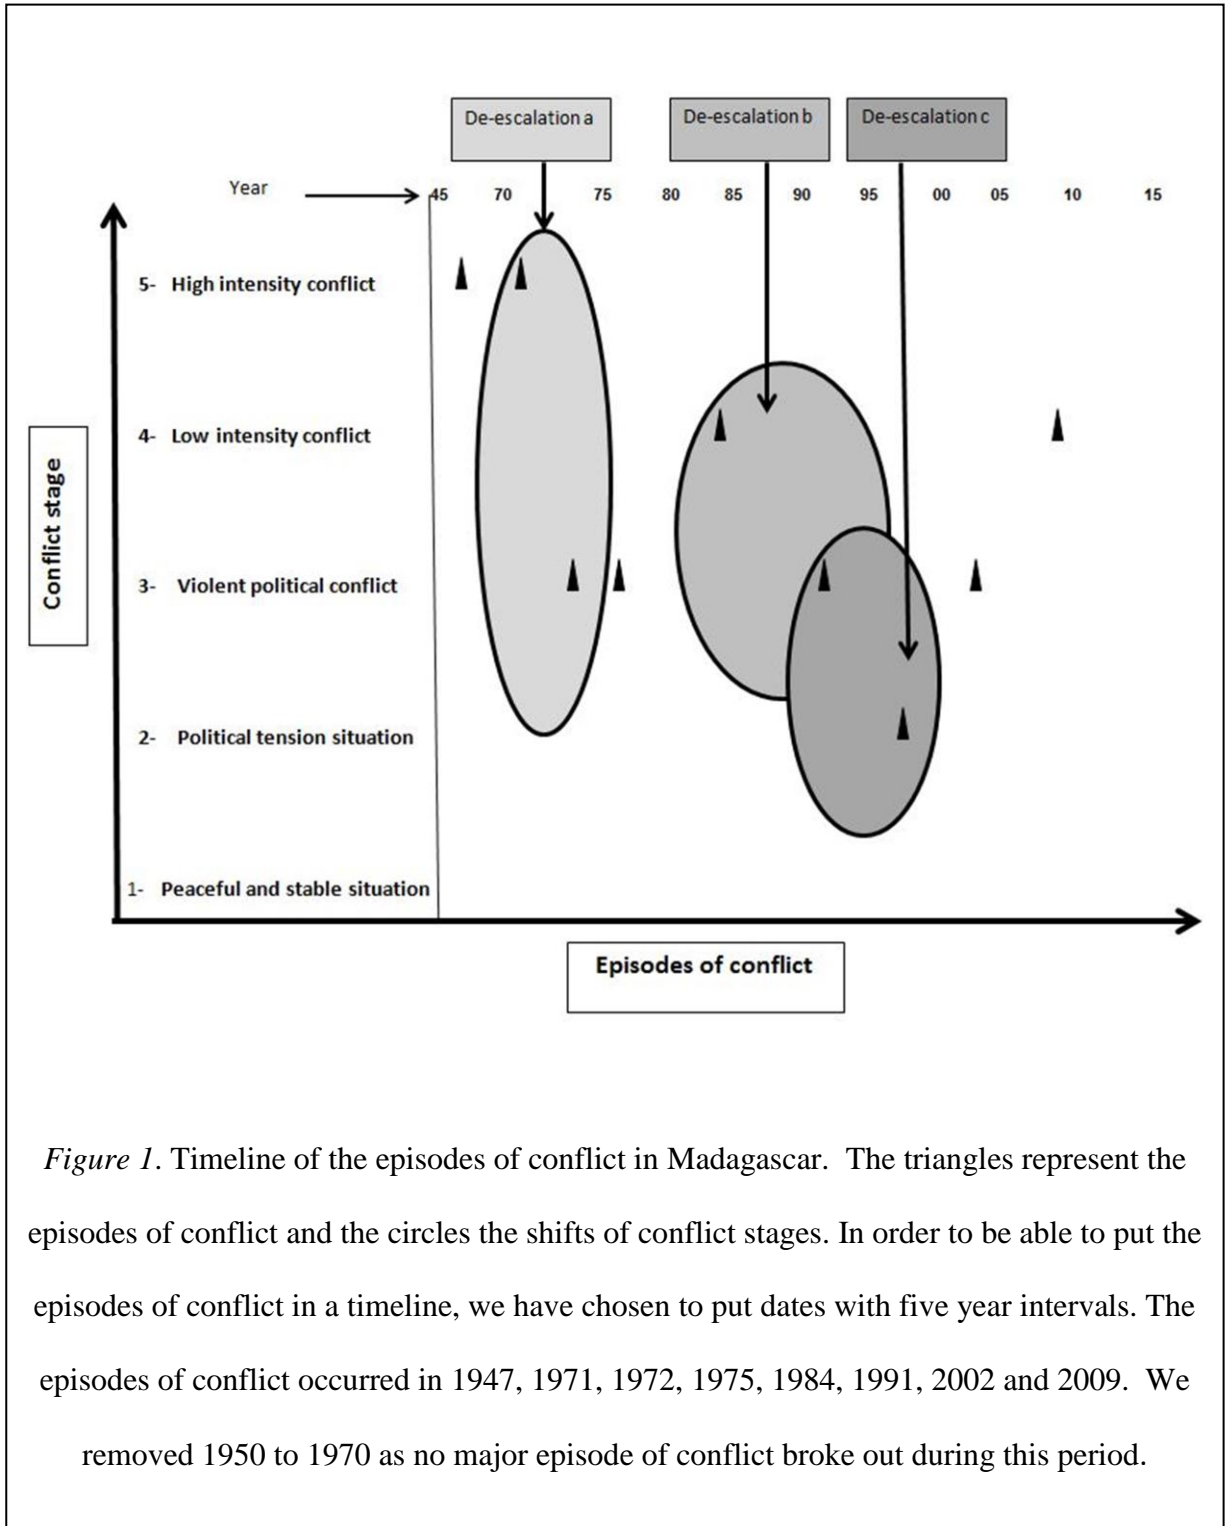 De-escalation a
De-escalation b
De-escalation c
Year
45 70 75 80 85 90 95 00 05 10 15
5- High intensity conflict
4- Low intensity conflict
Conflict stage
3- Violent political conflict
2- Political tension situation
1- Peaceful and stable situation
Episodes of conflict
Figure 1. Timeline of the episodes of conflict in Madagascar. The triangles represent the
episodes of conflict and the circles the shifts of conflict stages. In order to be able to put the
episodes of conflict in a timeline, we have chosen to put dates with five year intervals. The
episodes of conflict occurred in 1947, 1971, 1972, 1975, 1984, 1991, 2002 and 2009. We
removed 1950 to 1970 as no major episode of conflict broke out during this period.